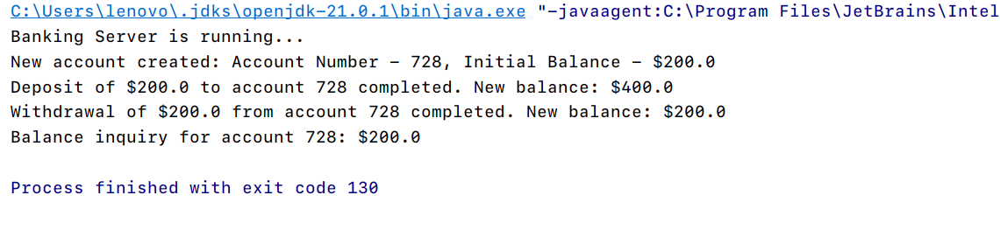 C:\Users\lenovo\.jdks\openjdk-21.0.1\bin\java.exe "-javaagent:C:\Program Files\JetBrains\Intel
Banking Server is running...
New account created: Account Number - 728, Initial Balance - $200.0
Deposit of $200.0 to account 728 completed. New balance: $400.0
Withdrawal of $200.0 from account 728 completed. New balance: $200.0
Balance inquiry for account 728: $200.0
Process finished with exit code 130